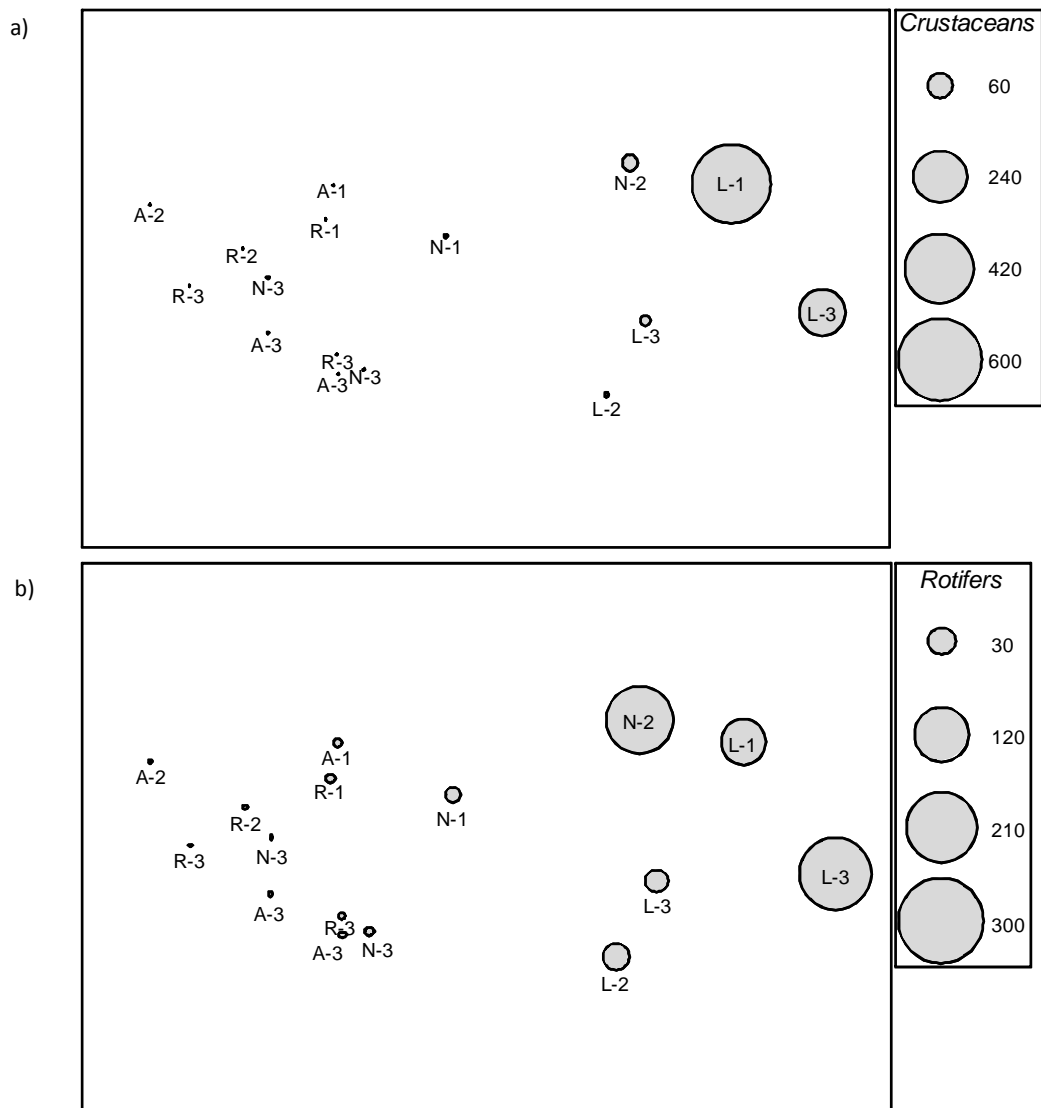 a)
Crustaceans
60
240
420
600
N-2
L-1
A-1
A-2
R-1
N-1
R-2
R-3
N-3
L-3
L-3
A-3
R-3
A-3
N-3
L-2
b)
Rotifers
30
120
210
300
N-2
L-1
A-1
A-2
R-1
N-1
R-2
R-3
N-3
L-3
L-3
A-3
R-3
A-3
N-3
L-2